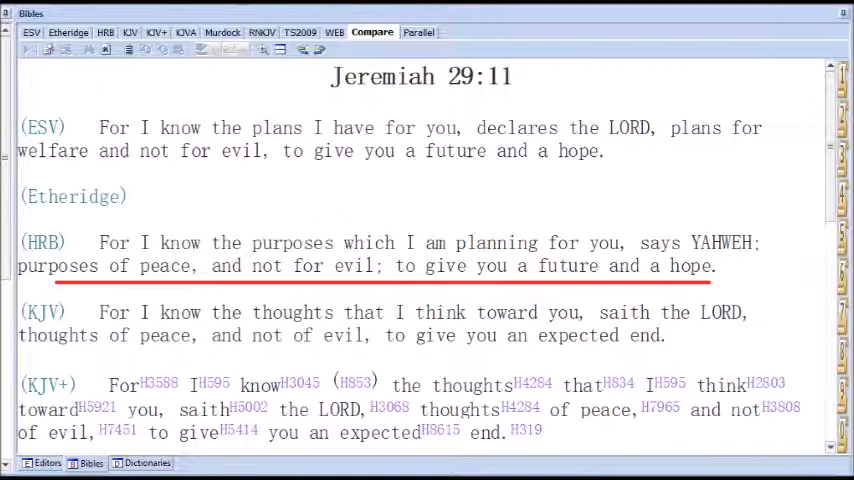 Bibles
ESV Etheridge HRB KJV KJV+ KJVA Murdock RNKJV TS2009 WEB Compare Parallel
Jeremiah 29:11
(ESV) For I know the plans I have for you, declares the LORD, plans for
welfare and not for evil, to give you a future and a hope.
(Etheridge)
(HRB) For I know the purposes which I am planning for you, says YAHWEH;
purposes of peace, and not for evil; to give you a future and a hope.
(KJV) For I know the thoughts that I think toward you, saith the LORD,
thoughts of peace, and not of evil, to give you an expected end.
(KJV+) ForH3588 IH595 knowH3045 (H853) the thoughtsH4284 thatH834 IH595 thinkH2803
towardH5921 you, saithH5002 the LORD,H3068 thoughtsH4284 of peace,H7965 and notH3808
of evil,H7451 to giveH5414 you an expectedH8615 end.H319
Editors Bibles Dictionaries